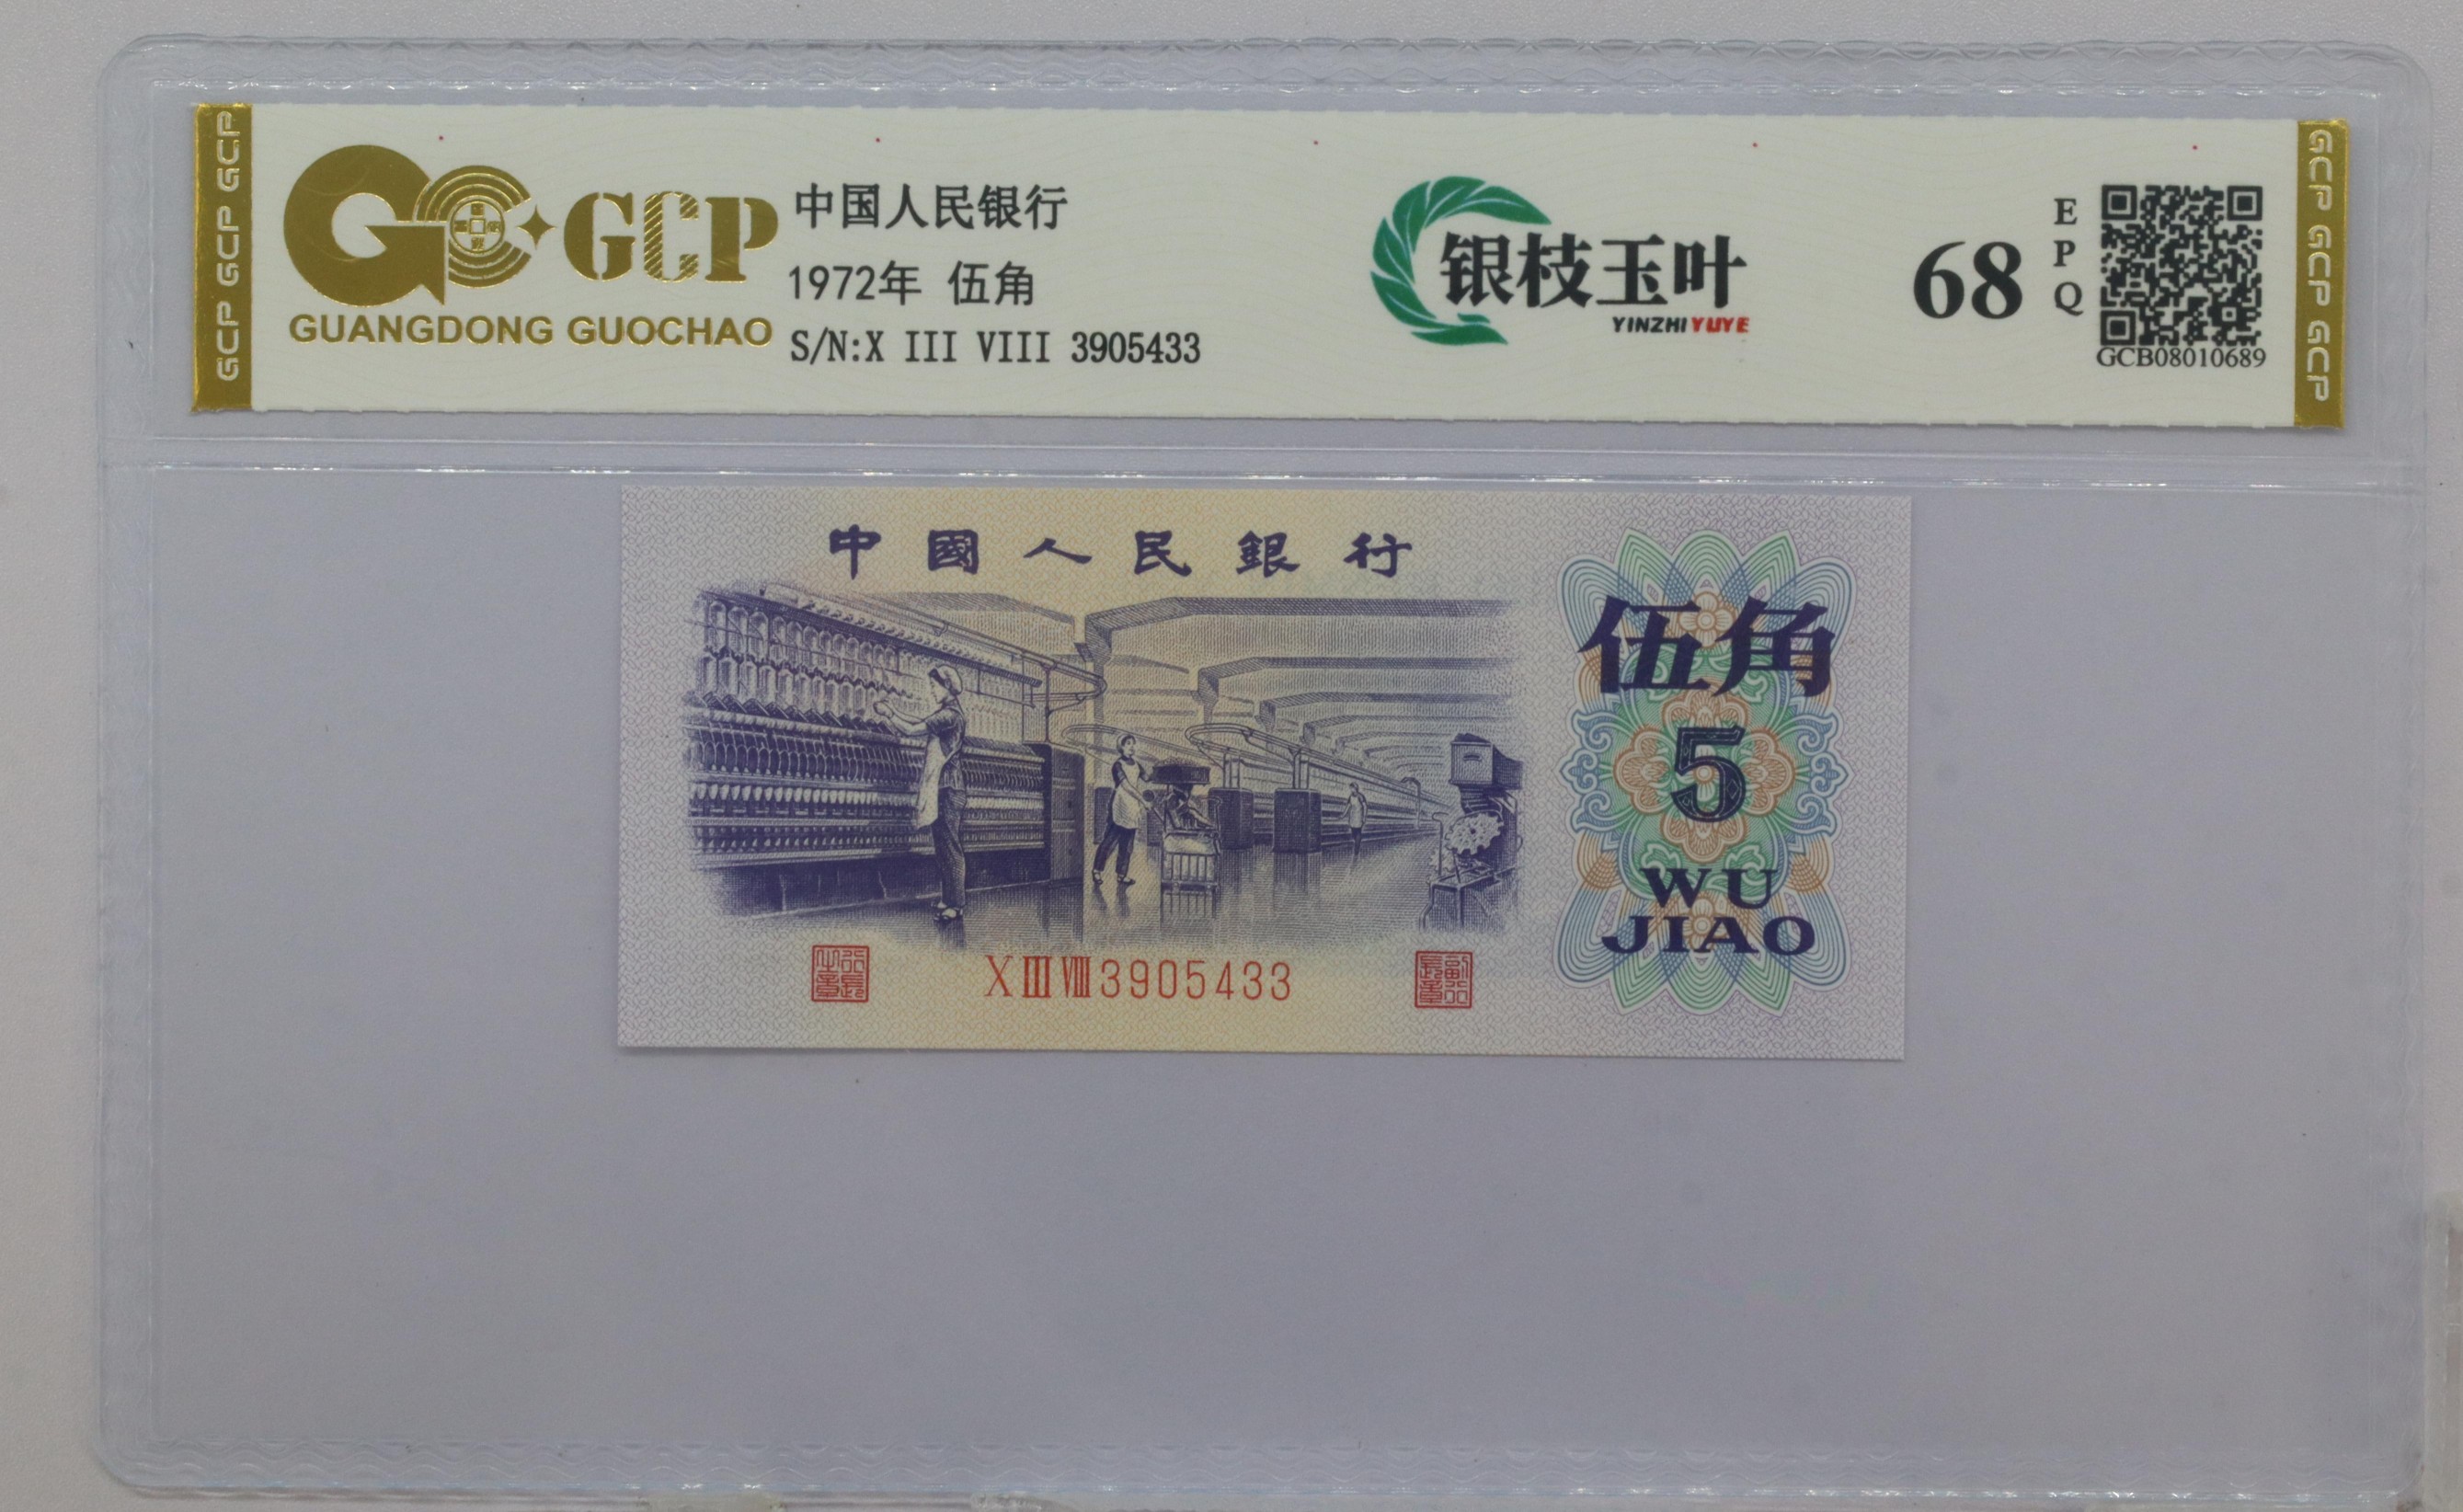 GCP GCP GCP
GCP
GUANGDONG GUOCHAO
中国人民银行
1972年 伍角
S/N:X III VIII 3905433
银枝玉叶
YINZHI YUYE
68
E
P
Q
GCB08010689
GCP GCP GCP
中國人民銀行
伍角
5
WU
JIAO
X III VIII 3905433